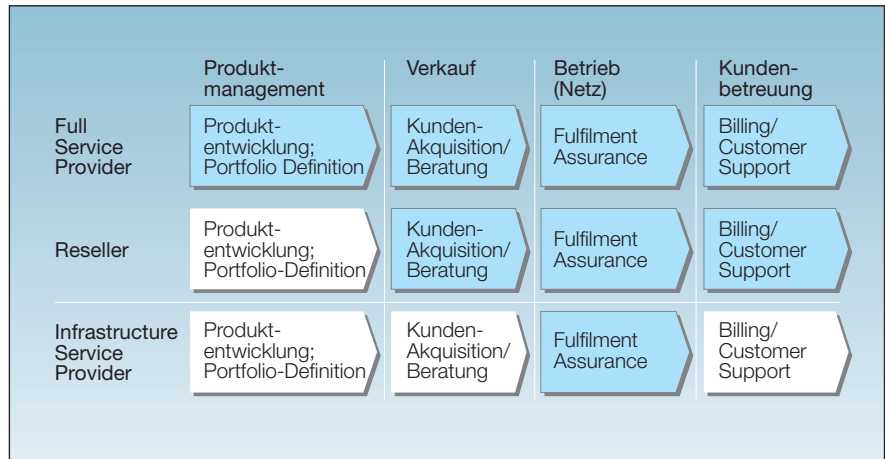 Produkt-
management
Verkauf
Betrieb
(Netz)
Kunden-
betreuung
Full
Service
Provider
Produkt-
entwicklung;
Portfolio Definition
Kunden-
Akquisition/
Beratung
Fulfilment
Assurance
Billing/
Customer
Support
Reseller
Produkt-
entwicklung;
Portfolio-Definition
Kunden-
Akquisition/
Beratung
Fulfilment
Assurance
Billing/
Customer
Support
Infrastructure
Service
Provider
Produkt-
entwicklung;
Portfolio-Definition
Kunden-
Akquisition/
Beratung
Fulfilment
Assurance
Billing/
Customer
Support